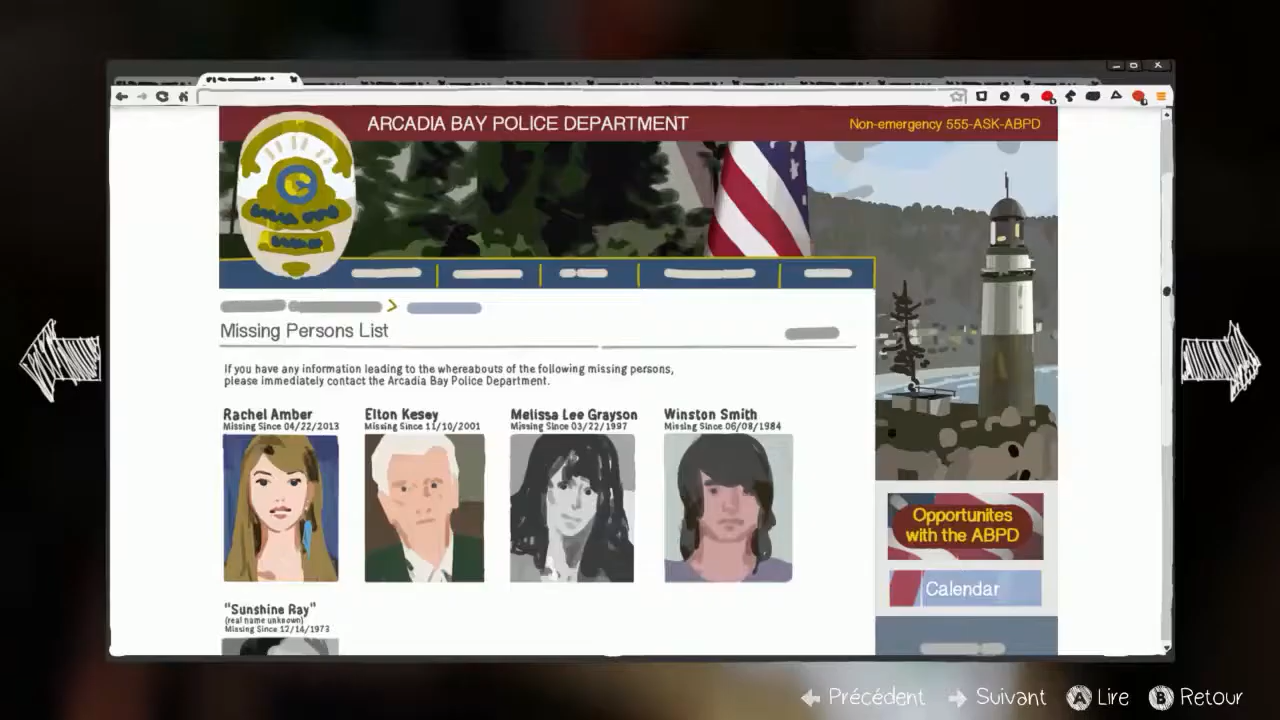 ARCADIA BAY POLICE DEPARTMENT
Non-emergency 555-ASK-ABPD
Missing Persons List
If you have any information leading to the whereabouts of the following missing persons,
please immediately contact the Arcadia Bay Police Department.
Rachel Amber
Missing Since 04/22/2013
Elton Kesey
Missing Since 11/10/2001
Melissa Lee Grayson
Missing Since 03/22/1997
Winston Smith
Missing Since 06/08/1984
"Sunshine Ray"
(real name unknown)
Missing Since 12/14/1973
Opportunites
with the ABPD
Calendar
Précédent Suivant A Lire B Retour